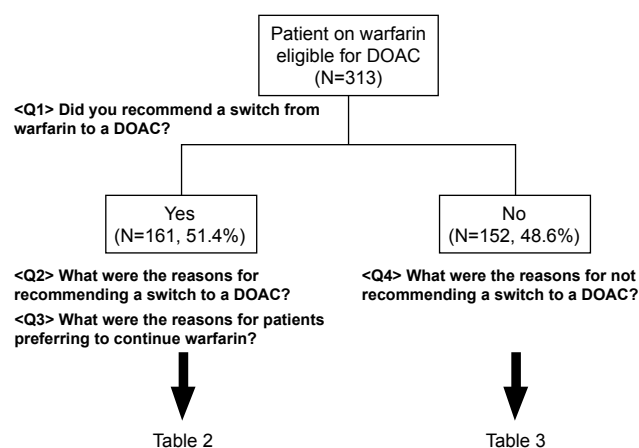 Patient on warfarin
eligible for DOAC
(N=313)
<Q1> Did you recommend a switch from
warfarin to a DOAC?
Yes
(N=161, 51.4%)
No
(N=152, 48.6%)
<Q2> What were the reasons for
recommending a switch to a DOAC?
<Q3> What were the reasons for patients
preferring to continue warfarin?
<Q4> What were the reasons for not
recommending a switch to a DOAC?
Table 2
Table 3